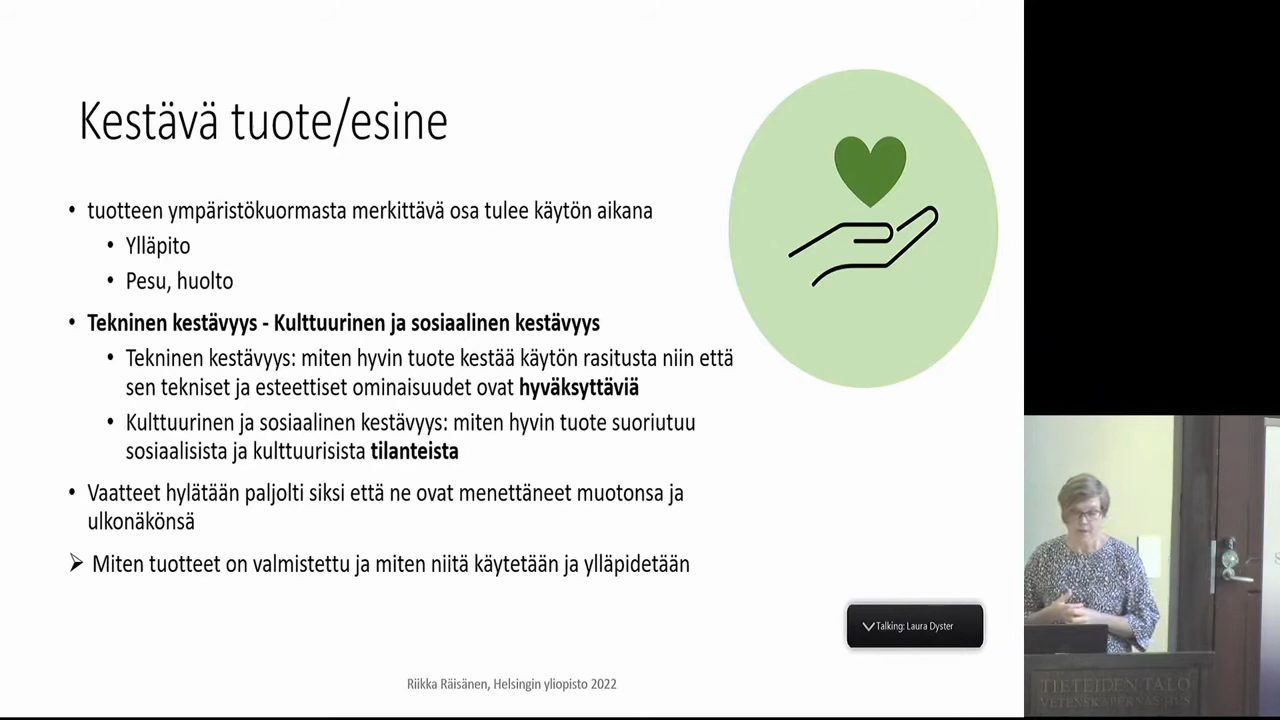 Kestävä tuote/esine
• tuotteen ympäristökuormasta merkittävä osa tulee käytön aikana
• Ylläpito
• Pesu, huolto
• Tekninen kestävyys - Kulttuurinen ja sosiaalinen kestävyys
• Tekninen kestävyys: miten hyvin tuote kestää käytön rasitusta niin että
sen tekniset ja esteettiset ominaisuudet ovat hyväksyttäviä
• Kulttuurinen ja sosiaalinen kestävyys: miten hyvin tuote suoriutuu
sosiaalisista ja kulttuurisista tilanteista
• Vaatteet hylätään paljolti siksi että ne ovat menettäneet muotonsa ja
ulkonäkönsä
➢ Miten tuotteet on valmistettu ja miten niitä käytetään ja ylläpidetään
Talking: Laura Dyster
Riikka Räisänen, Helsingin yliopisto 2022
TIETEIDEN TALO
VETENSKAPERNAS HUS